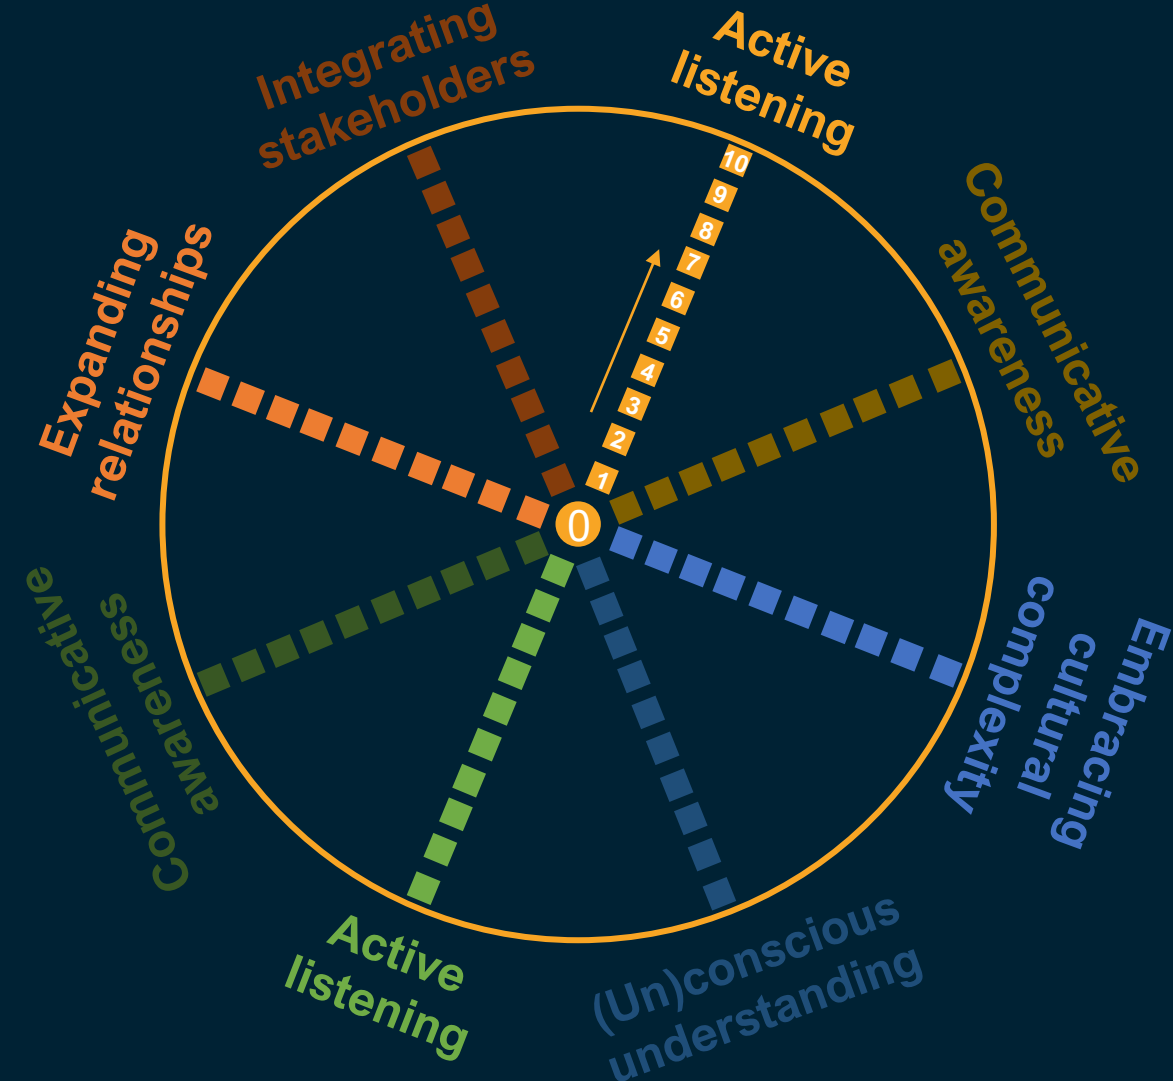 Integrating
stakeholders
Active
listening
10
9
8
7
6
5
4
3
2
1
0
Communicative
awareness
Embracing
cultural
complexity
(Un)conscious
understanding
Active
listening
Communicative
awareness
Expanding
relationships